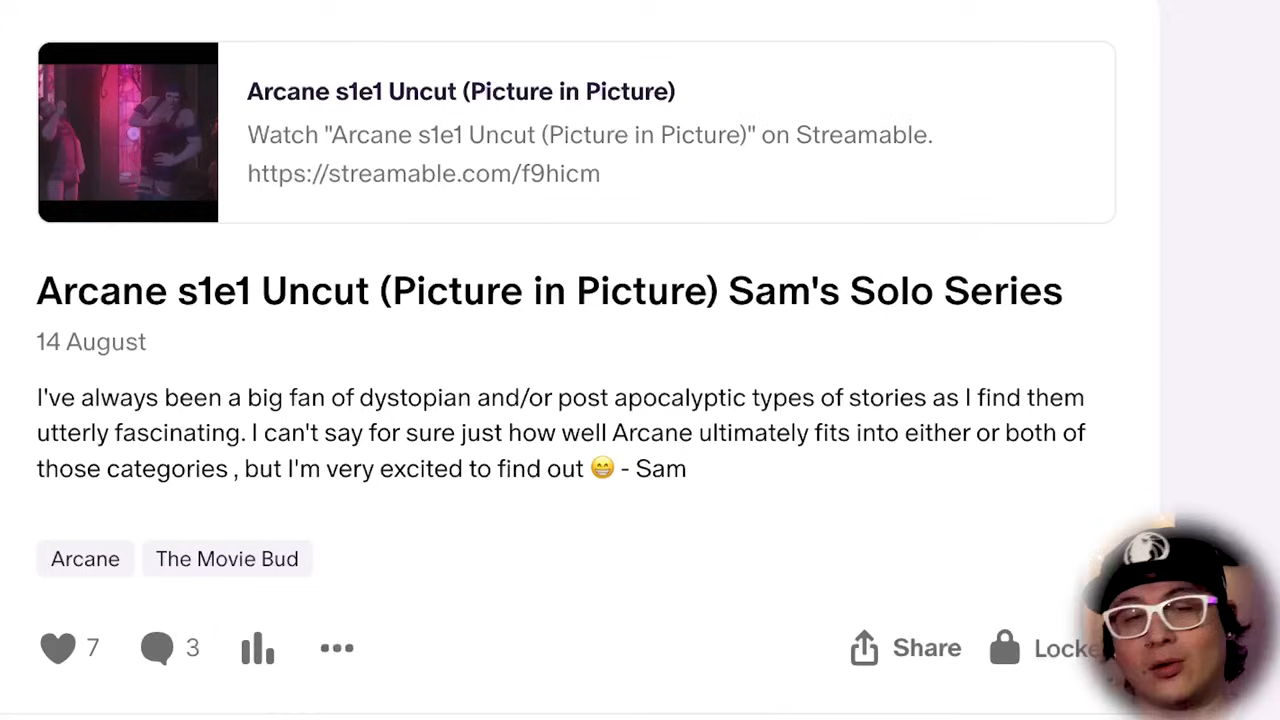 Arcane s1e1 Uncut (Picture in Picture)
Watch "Arcane s1e1 Uncut (Picture in Picture)" on Streamable.
https://streamable.com/f9hicm
Arcane s1e1 Uncut (Picture in Picture) Sam's Solo Series
14 August
I've always been a big fan of dystopian and/or post apocalyptic types of stories as I find them
utterly fascinating. I can't say for sure just how well Arcane ultimately fits into either or both of
those categories , but I'm very excited to find out 😁 - Sam
Arcane The Movie Bud
7 3 Share Locke